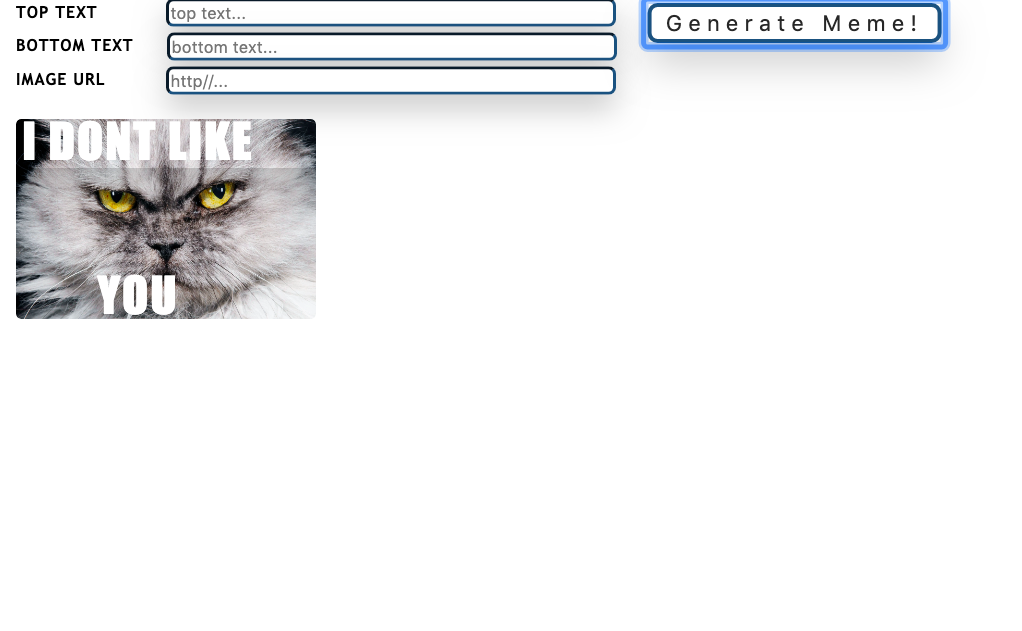 TOP TEXT top text...
BOTTOM TEXT bottom text...
IMAGE URL http//...
Generate Meme!
I DONT LIKE
YOU